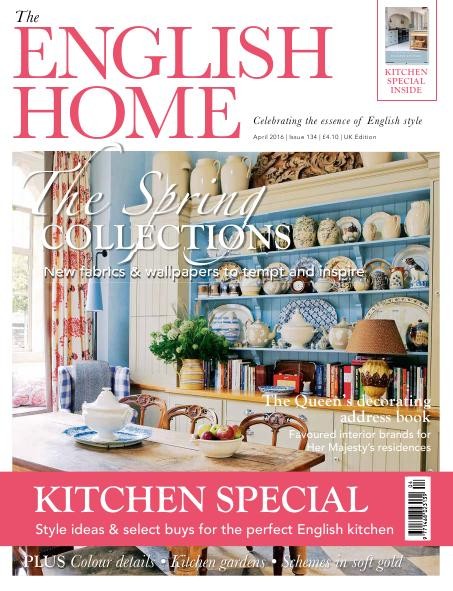 The
ENGLISH
HOME
KITCHEN
SPECIAL
INSIDE
Celebrating the essence of English style
April 2016 | Issue 134 | £4.10 | UK Edition
The Spring
COLLECTIONS
New fabrics & wallpapers to tempt and inspire
The Queen's decorating
address book
Favoured interior brands for
Her Majesty's residences
KITCHEN SPECIAL
Style ideas & select buys for the perfect English kitchen
PLUS Colour details • Kitchen gardens • Schemes in soft gold